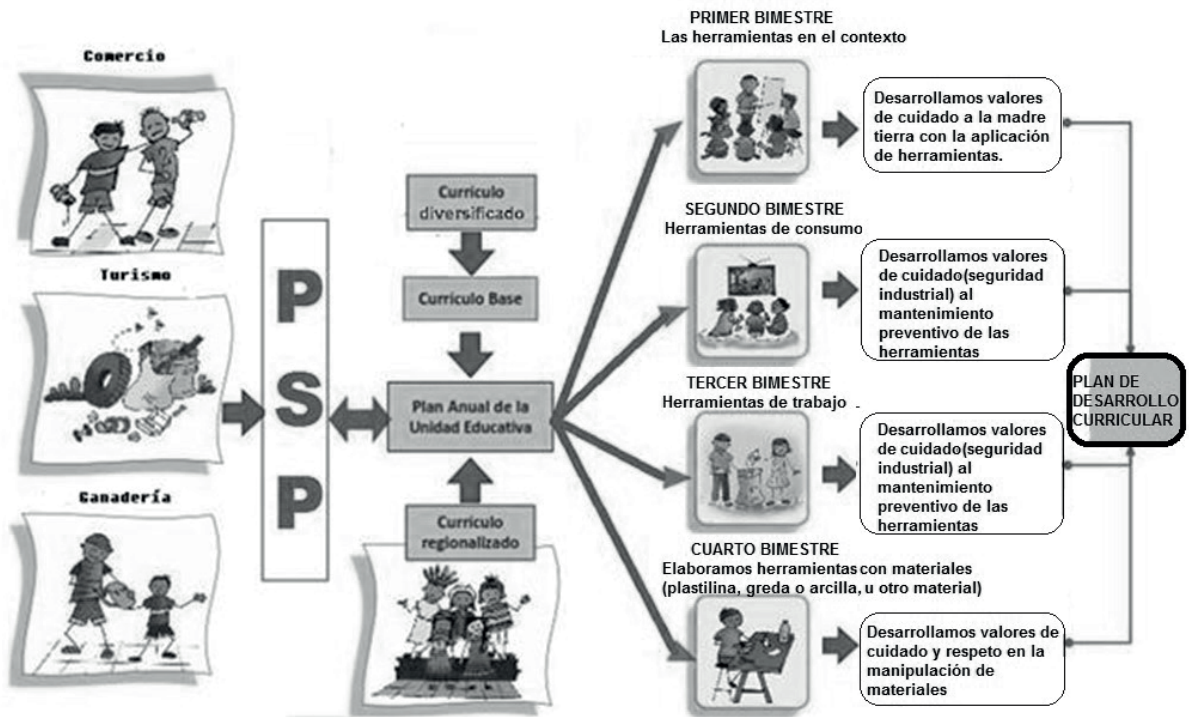 Comercio
Turismo
Ganadería
P
S
P
Currículo
diversificado
Currículo Base
Plan Anual de la
Unidad Educativa
Currículo
regionalizado
PRIMER BIMESTRE
Las herramientas en el contexto
Desarrollamos valores
de cuidado a la madre
tierra con la aplicación
de herramientas.
SEGUNDO BIMESTRE
Herramientas de consumo
Desarrollamos valores
de cuidado(seguridad
industrial) al
mantenimiento
preventivo de las
herramientas
TERCER BIMESTRE
Herramientas de trabajo
Desarrollamos valores
de cuidado(seguridad
industrial) al
mantenimiento
preventivo de las
herramientas
CUARTO BIMESTRE
Elaboramos herramientas con materiales
(plastilina, greda o arcilla, u otro material)
Desarrollamos valores de
cuidado y respeto en la
manipulación de
materiales
PLAN DE
DESARROLLO
CURRICULAR